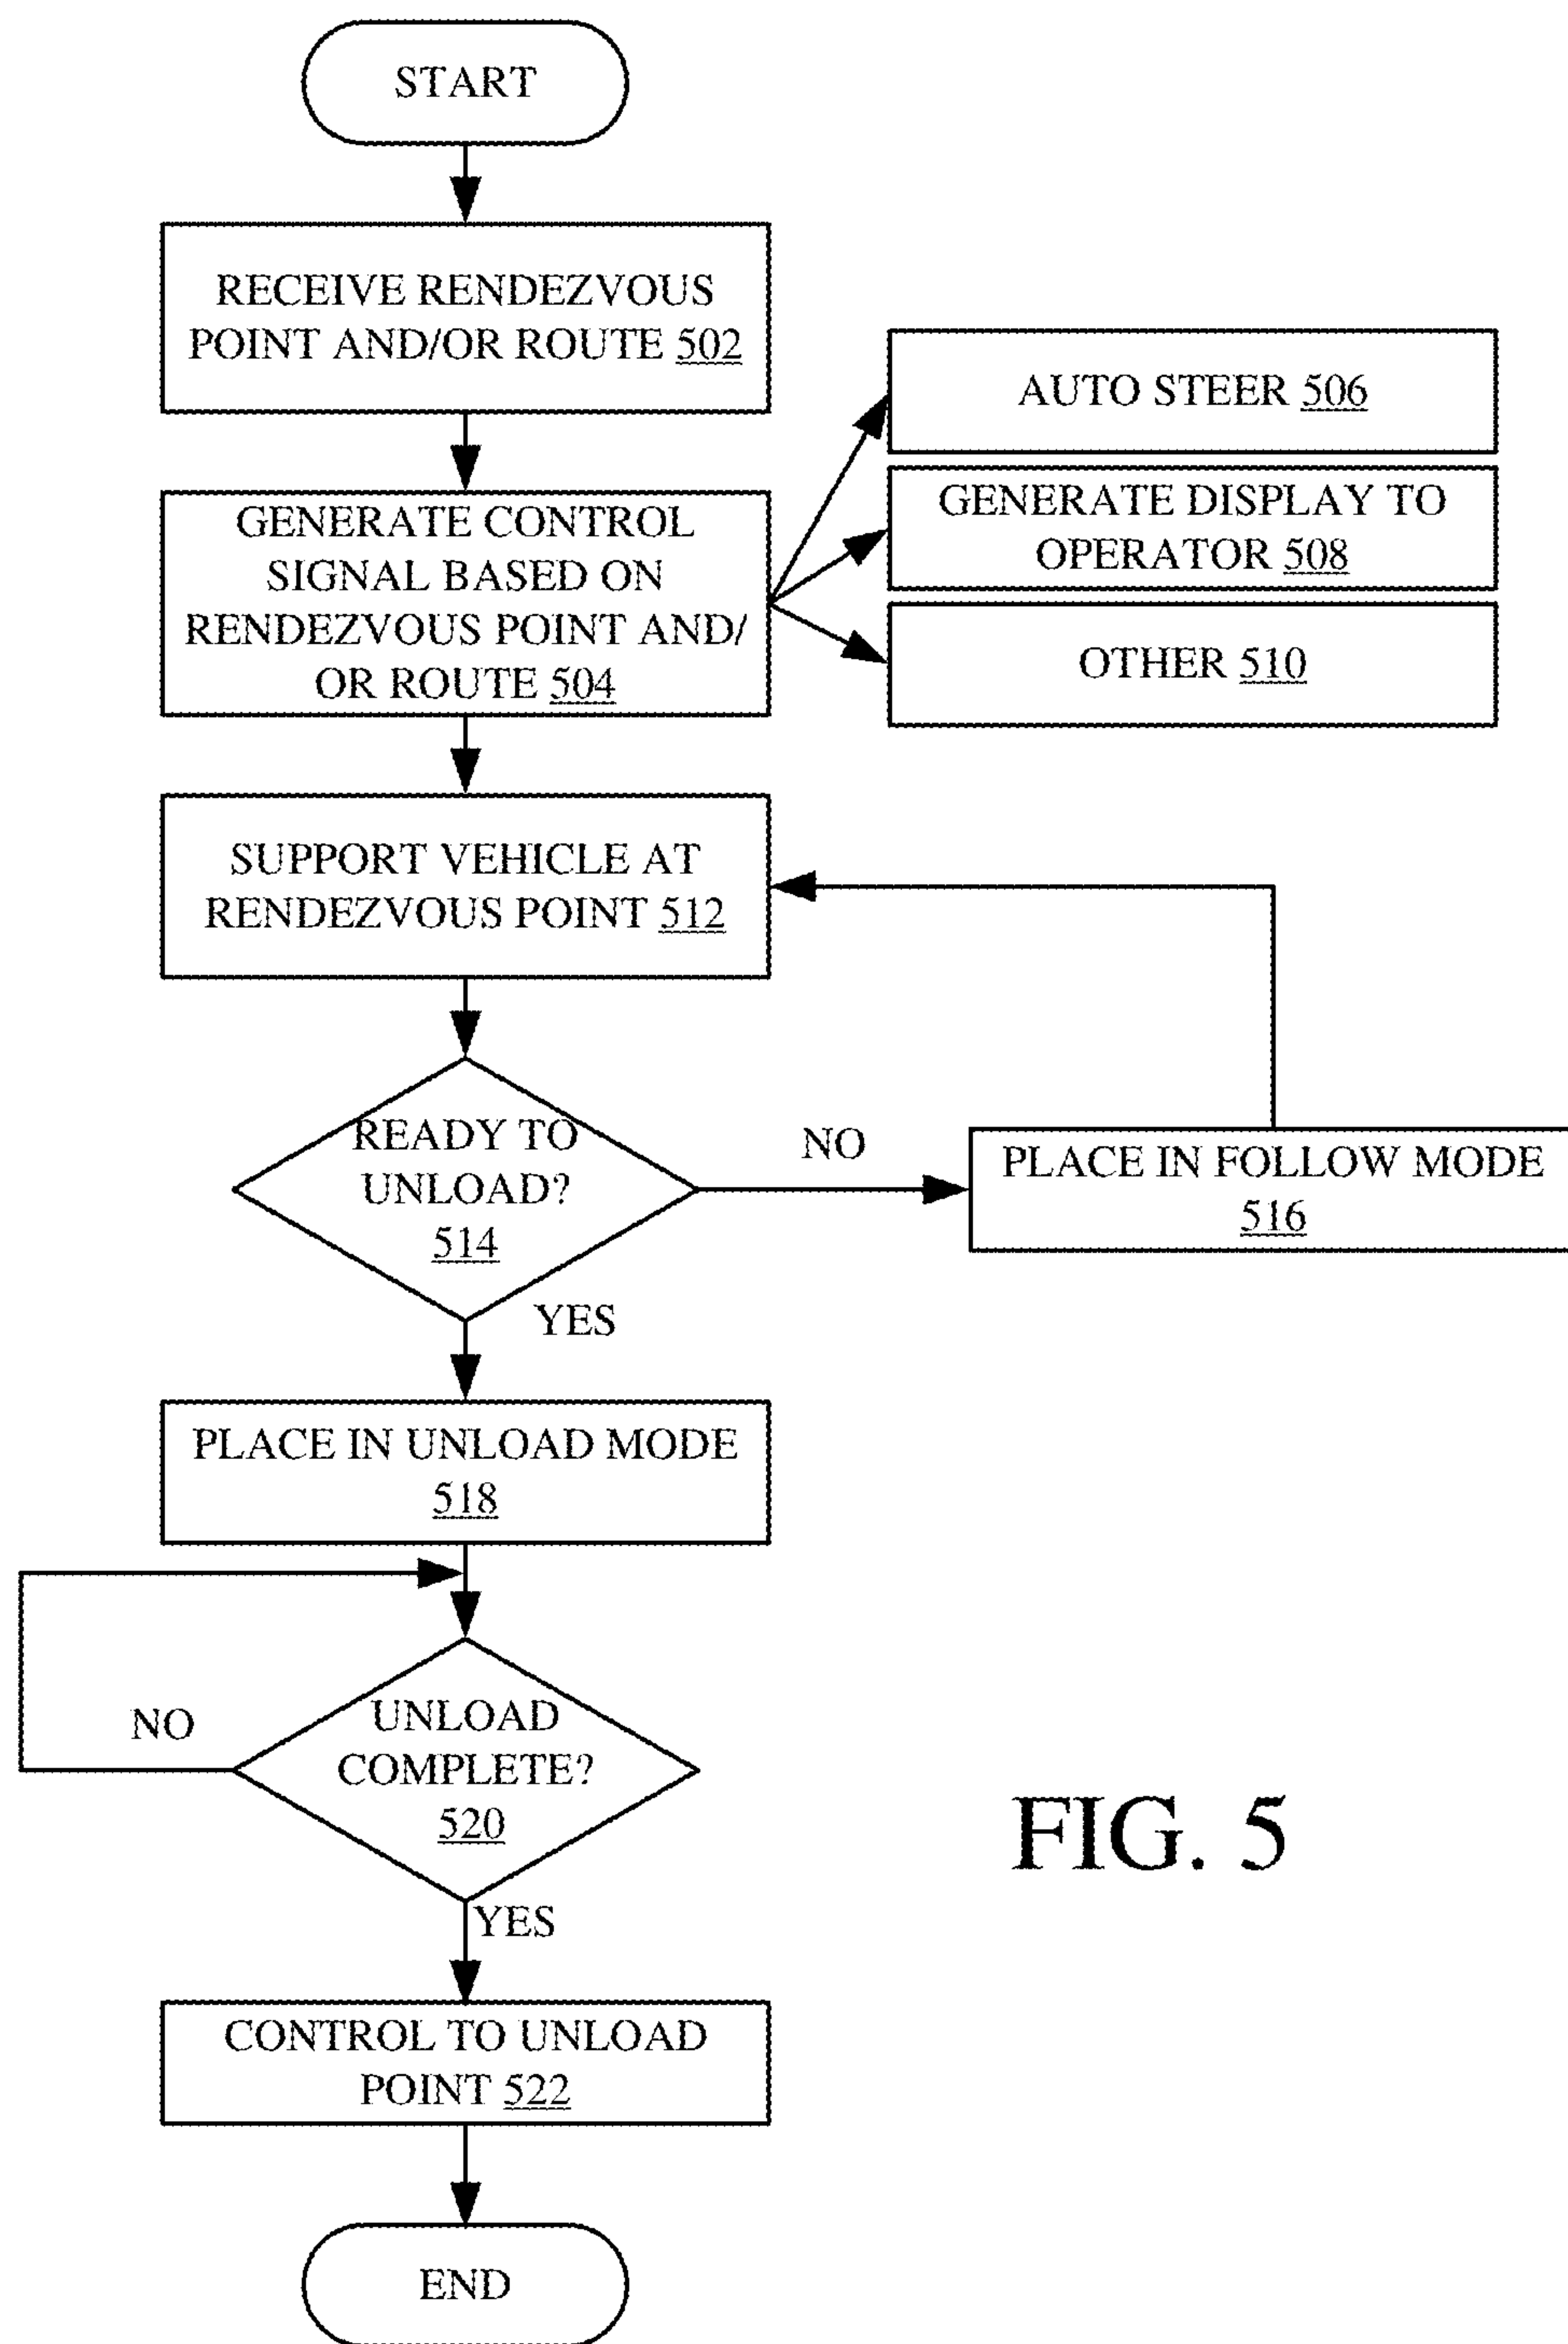 START
RECEIVE RENDEZVOUS
POINT AND/OR ROUTE 502
AUTO STEER 506
GENERATE CONTROL
SIGNAL BASED ON
RENDEZVOUS POINT AND/
OR ROUTE 504
GENERATE DISPLAY TO
OPERATOR 508
OTHER 510
SUPPORT VEHICLE AT
RENDEZVOUS POINT 512
READY TO
UNLOAD?
514
NO
PLACE IN FOLLOW MODE
516
YES
PLACE IN UNLOAD MODE
518
NO
UNLOAD
COMPLETE?
520
FIG. 5
YES
CONTROL TO UNLOAD
POINT 522
END